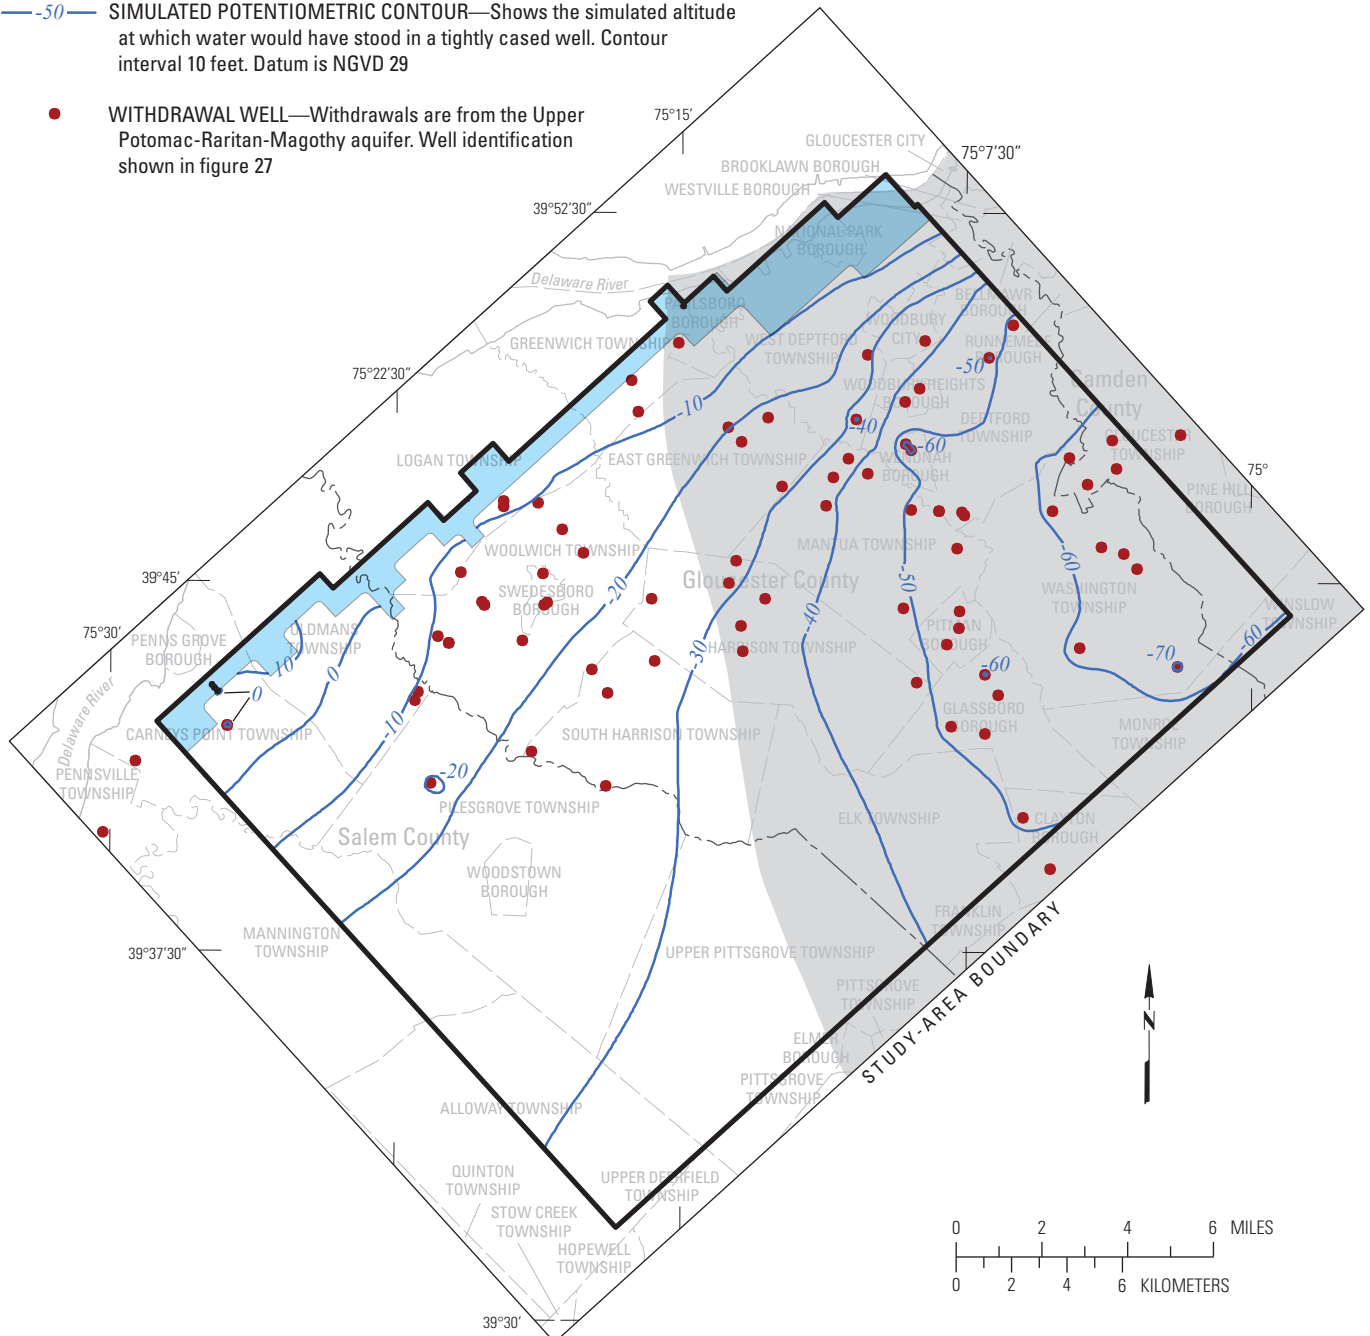 -50 SIMULATED POTENTIOMETRIC CONTOUR—Shows the simulated altitude
at which water would have stood in a tightly cased well. Contour
interval 10 feet. Datum is NGVD 29
WITHDRAWAL WELL—Withdrawals are from the Upper
Potomac-Raritan-Magothy aquifer. Well identification
shown in figure 27
75°15′
GLOUCESTER CITY
75°7′30″
BROOKLAWN BOROUGH
WESTVILLE BOROUGH
39°52′30″
NATIONAL PARK
BOROUGH
Delaware River
BELLMAWR
BOROUGH
PAULSBORO
BOROUGH
WOODBURY
CITY
GREENWICH TOWNSHIP
WEST DEPTFORD
TOWNSHIP
RUNNEMEDE
BOROUGH
-50
75°22′30″
Camden
County
WOODBURY HEIGHTS
BOROUGH
-10
DEPTFORD
TOWNSHIP
-40
GLOUCESTER
TOWNSHIP
-60
LOGAN TOWNSHIP
EAST GREENWICH TOWNSHIP
WENONAH
BOROUGH
75°
PINE HILL
BOROUGH
WOOLWICH TOWNSHIP
MANTUA TOWNSHIP
-60
39°45′
SWEDESBORO
BOROUGH
-20
Gloucester County
-50
WASHINGTON
TOWNSHIP
WINSLOW
TOWNSHIP
75°30′
PENNS GROVE
BOROUGH
OLDMANS
TOWNSHIP
-40
PITMAN
BOROUGH
-60
HARRISON TOWNSHIP
-30
10
0
-60
-70
0
Delaware River
GLASSBORO
BOROUGH
CARNEYS POINT TOWNSHIP
-10
SOUTH HARRISON TOWNSHIP
MONROE
TOWNSHIP
PENNSVILLE
TOWNSHIP
-20
PILESGROVE TOWNSHIP
ELK TOWNSHIP
CLAYTON
BOROUGH
Salem County
WOODSTOWN
BOROUGH
FRANKLIN
TOWNSHIP
MANNINGTON
TOWNSHIP
39°37′30″
UPPER PITTSGROVE TOWNSHIP
STUDY-AREA BOUNDARY
PITTSGROVE
TOWNSHIP
N
ELMER
BOROUGH
PITTSGROVE
TOWNSHIP
ALLOWAY TOWNSHIP
QUINTON
TOWNSHIP
UPPER DEERFIELD
TOWNSHIP
STOW CREEK
TOWNSHIP
0 2 4 6 MILES
HOPEWELL
TOWNSHIP
0 2 4 6 KILOMETERS
39°30′